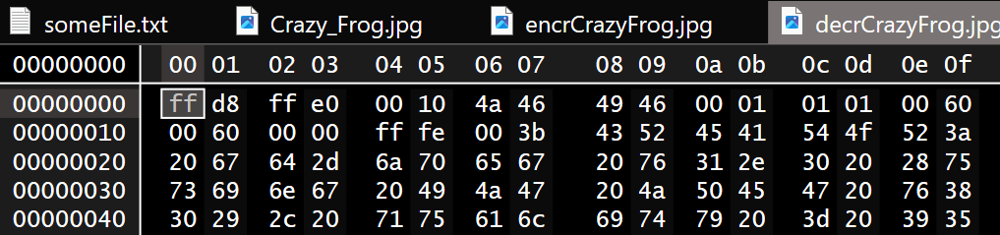 someFile.txt Crazy_Frog.jpg encrCrazyFrog.jpg decrCrazyFrog.jpg
00000000 00 01 02 03 04 05 06 07 08 09 0a 0b 0c 0d 0e 0f
00000000 ff d8 ff e0 00 10 4a 46 49 46 00 01 01 01 00 60
00000010 00 60 00 00 ff fe 00 3b 43 52 45 41 54 4f 52 3a
00000020 20 67 64 2d 6a 70 65 67 20 76 31 2e 30 20 28 75
00000030 73 69 6e 67 20 49 4a 47 20 4a 50 45 47 20 76 38
00000040 30 29 2c 20 71 75 61 6c 69 74 79 20 3d 20 39 35